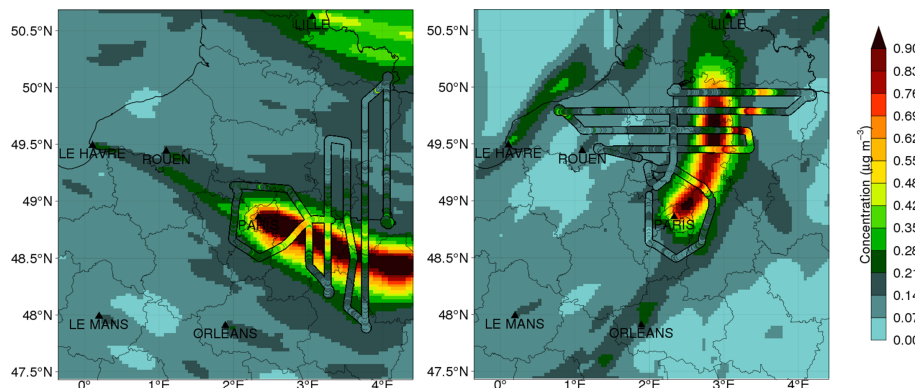 50.5°N
50°N
49.5°N
49°N
48.5°N
48°N
47.5°N
0°
1°
2°
3°
4°
LILLE
LE HAVRE
ROUEN
PARIS
LE MANS
ORLEANS
50.5°N
50°N
49.5°N
49°N
48.5°N
48°N
47.5°N
0°
1°
2°
3°
4°
LILLE
LE HAVRE
ROUEN
PARIS
LE MANS
ORLEANS
Concentration (µg m⁻³)
0.90
0.83
0.76
0.69
0.62
0.55
0.48
0.41
0.35
0.28
0.21
0.14
0.07
0.00